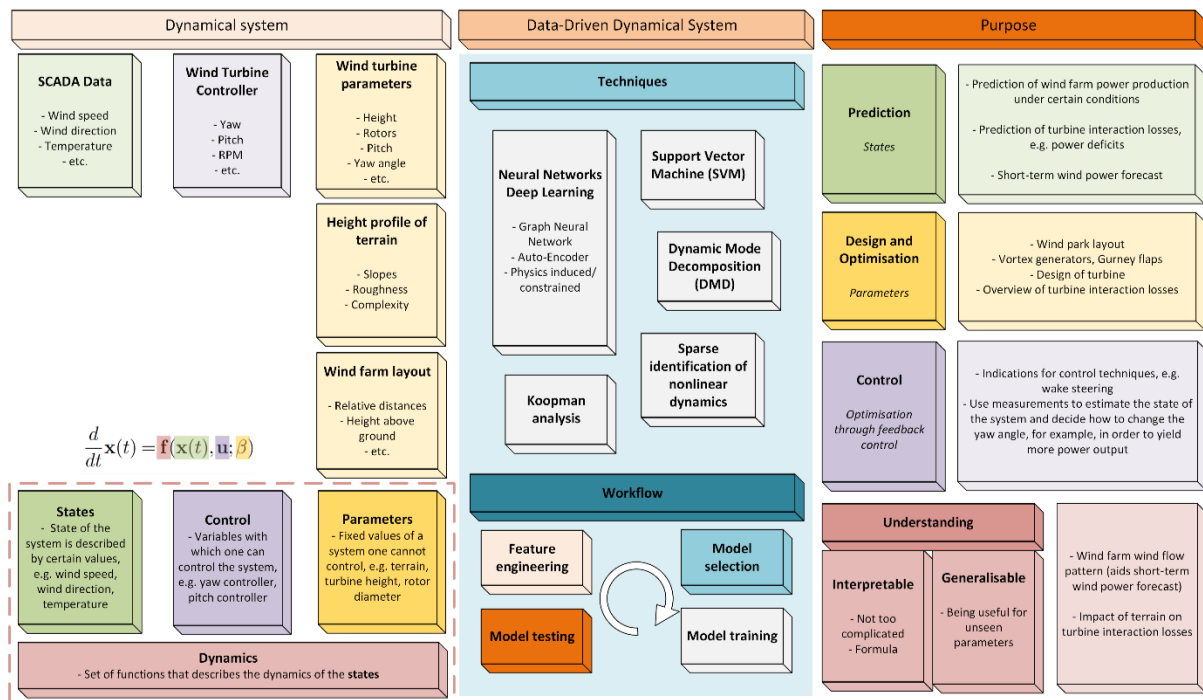 Dynamical system
SCADA Data
- Wind speed
- Wind direction
- Temperature
- etc.
Wind Turbine
Controller
- Yaw
- Pitch
- RPM
- etc.
Wind turbine
parameters
- Height
- Rotors
- Pitch
- Yaw angle
- etc.
Height profile of
terrain
- Slopes
- Roughness
- Complexity
Wind farm layout
- Relative distances
- Height above
ground
- etc.
d/dt x(t) = f(x(t), u; β)
States
- State of the
system is described
by certain values,
e.g. wind speed,
wind direction,
temperature
Control
- Variables with
which one can
control the system,
e.g. yaw controller,
pitch controller
Parameters
- Fixed values of a
system one cannot
control, e.g. terrain,
turbine height, rotor
diameter
Dynamics
- Set of functions that describes the dynamics of the states
Data-Driven Dynamical System
Techniques
Neural Networks
Deep Learning
- Graph Neural
Network
- Auto-Encoder
- Physics induced/
constrained
Support Vector
Machine (SVM)
Dynamic Mode
Decomposition
(DMD)
Sparse
identification of
nonlinear
dynamics
Koopman
analysis
Workflow
Feature
engineering
Model
selection
Model testing
Model training
Purpose
Prediction
States
- Prediction of wind farm power production
under certain conditions
- Prediction of turbine interaction losses,
e.g. power deficits
- Short-term wind power forecast
Design and
Optimisation
Parameters
- Wind park layout
- Vortex generators, Gurney flaps
- Design of turbine
- Overview of turbine interaction losses
Control
Optimisation
through feedback
control
- Indications for control techniques, e.g.
wake steering
- Use measurements to estimate the state of
the system and decide how to change the
yaw angle, for example, in order to yield
more power output
Understanding
Interpretable
- Not too
complicated
- Formula
Generalisable
- Being useful for
unseen
parameters
- Wind farm wind flow
pattern (aids short-term
wind power forecast)
- Impact of terrain on
turbine interaction losses